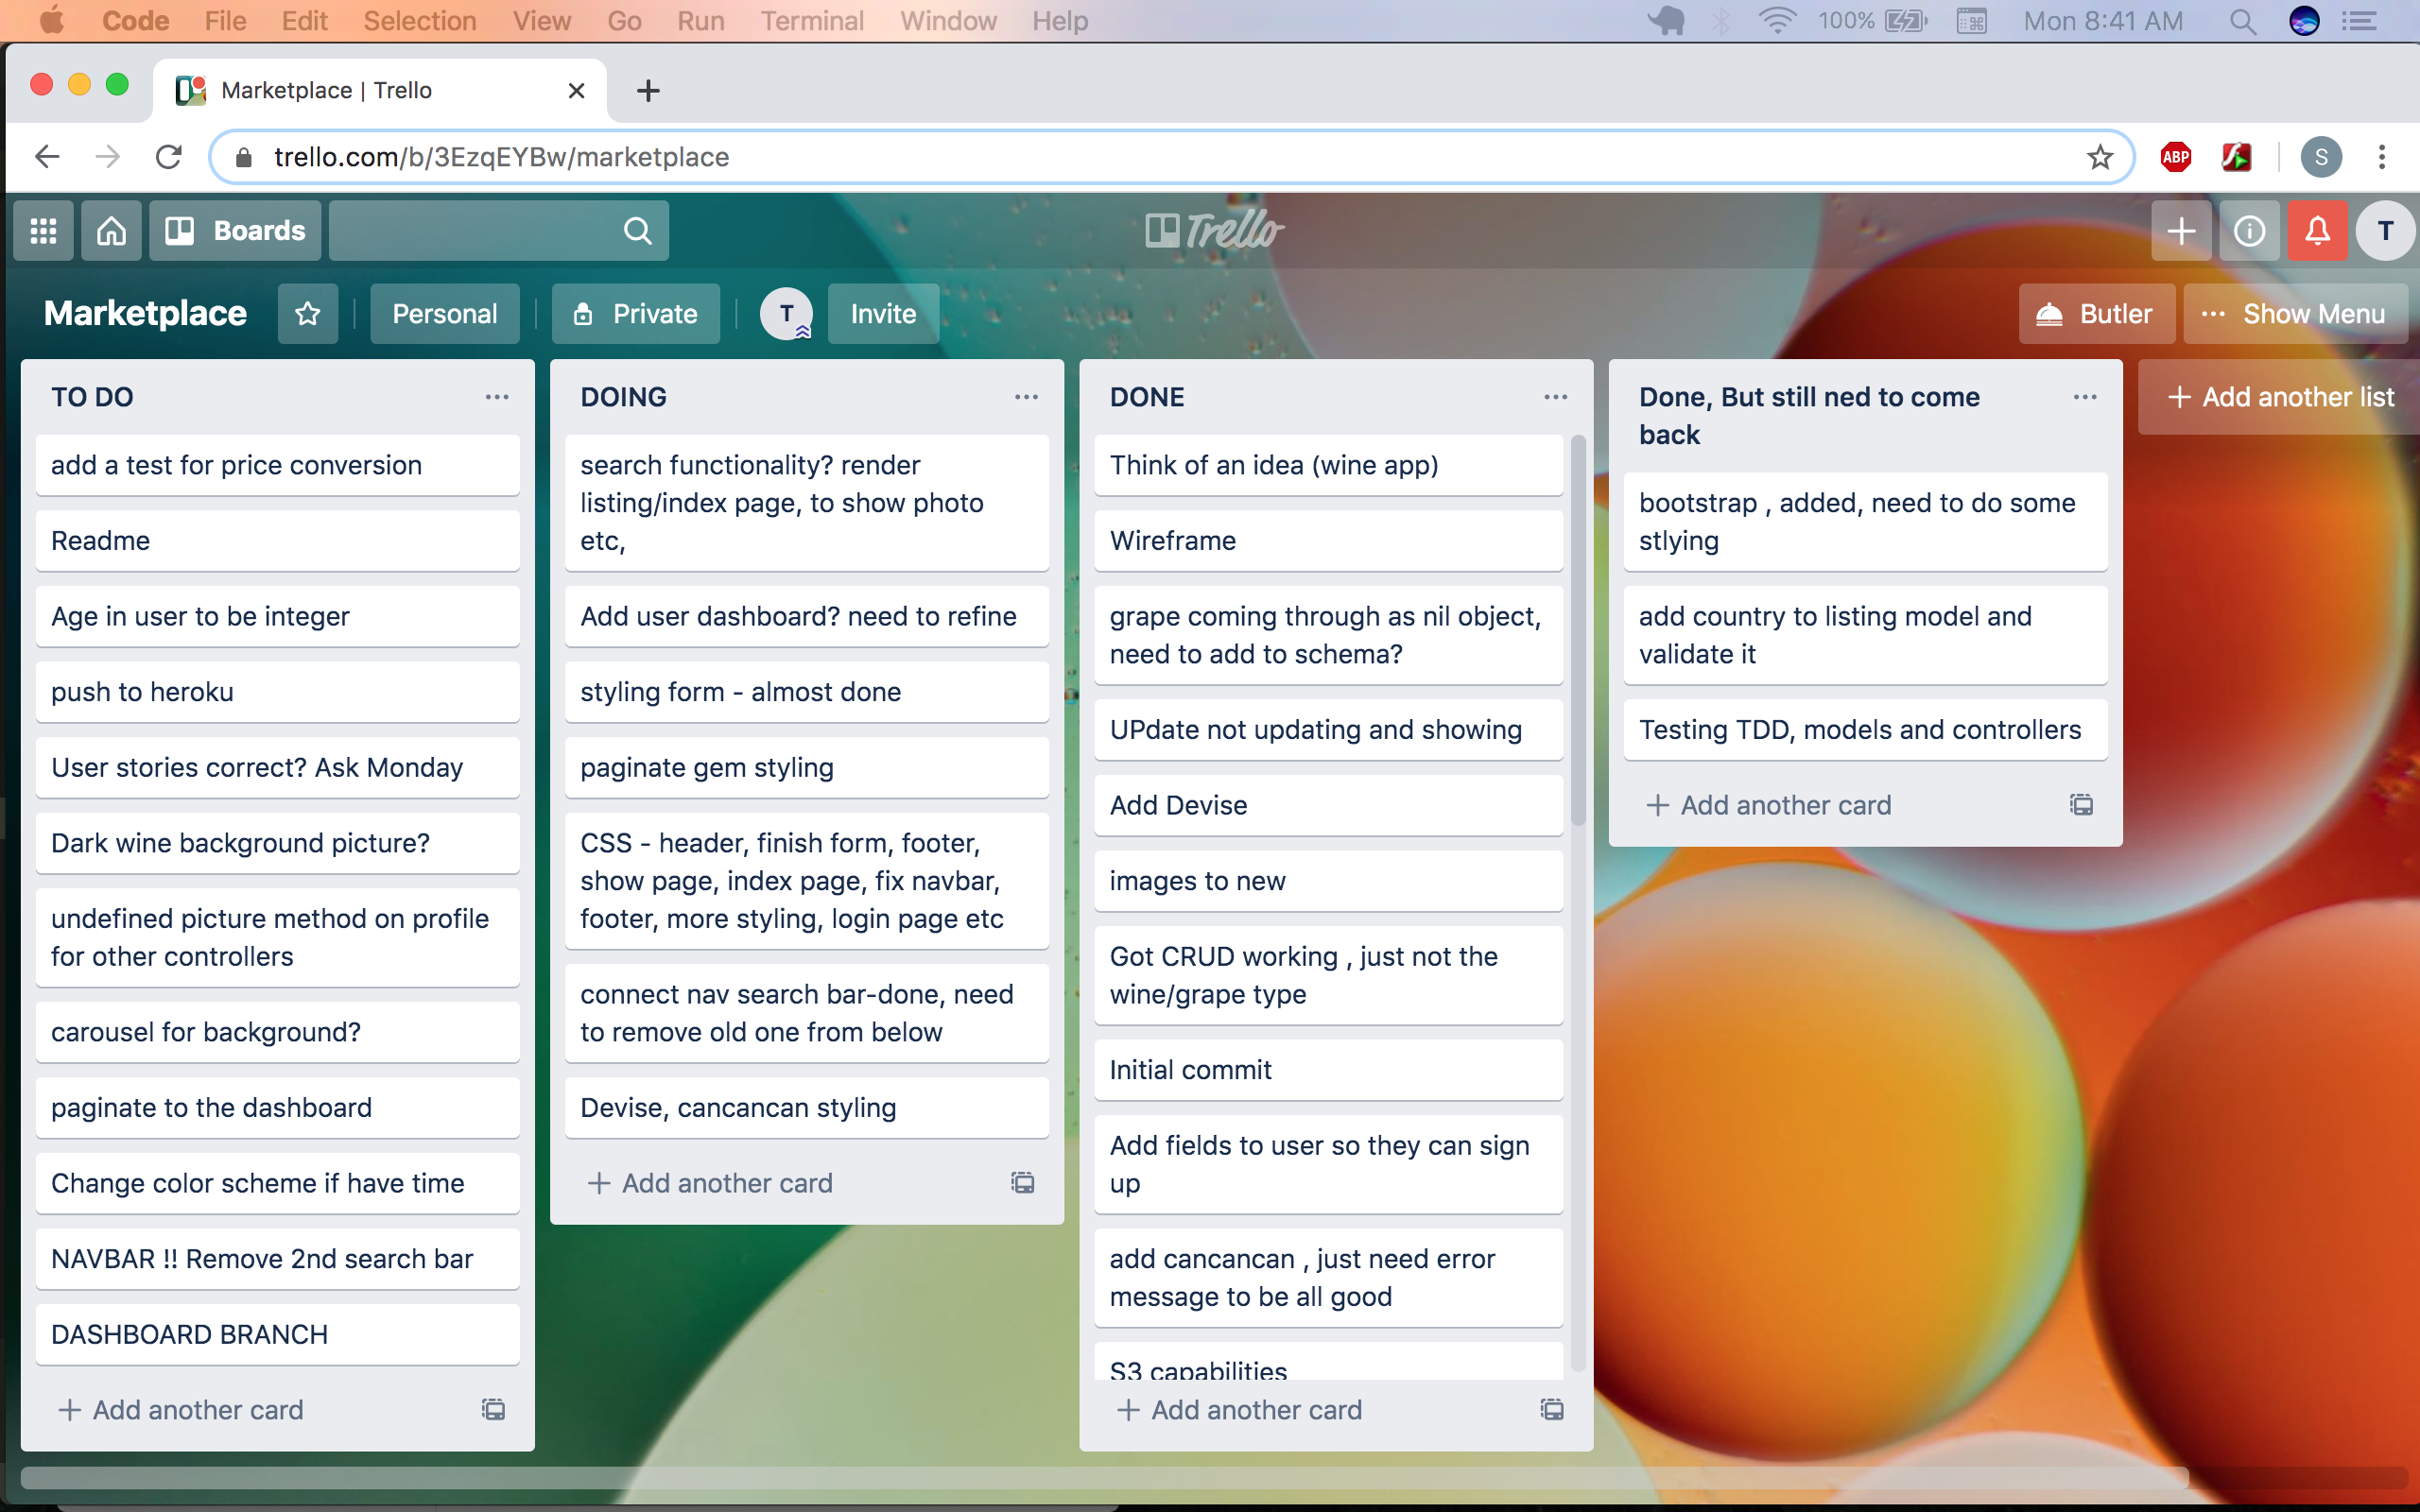 Code File Edit Selection View Go Run Terminal Window Help 100% Mon 8:41 AM
Marketplace | Trello
trello.com/b/3EzqEYBw/marketplace
ABP
S
Boards
Trello
T
Marketplace
Personal
Private
T
Invite
Butler
Show Menu
TO DO
add a test for price conversion
Readme
Age in user to be integer
push to heroku
User stories correct? Ask Monday
Dark wine background picture?
undefined picture method on profile
for other controllers
carousel for background?
paginate to the dashboard
Change color scheme if have time
NAVBAR !! Remove 2nd search bar
DASHBOARD BRANCH
Add another card
DOING
search functionality? render
listing/index page, to show photo
etc,
Add user dashboard? need to refine
styling form - almost done
paginate gem styling
CSS - header, finish form, footer,
show page, index page, fix navbar,
footer, more styling, login page etc
connect nav search bar-done, need
to remove old one from below
Devise, cancancan styling
Add another card
DONE
Think of an idea (wine app)
Wireframe
grape coming through as nil object,
need to add to schema?
UPdate not updating and showing
Add Devise
images to new
Got CRUD working , just not the
wine/grape type
Initial commit
Add fields to user so they can sign
up
add cancancan , just need error
message to be all good
S3 capabilities
Add another card
Done, But still ned to come
back
bootstrap , added, need to do some
stlying
add country to listing model and
validate it
Testing TDD, models and controllers
Add another card
Add another list